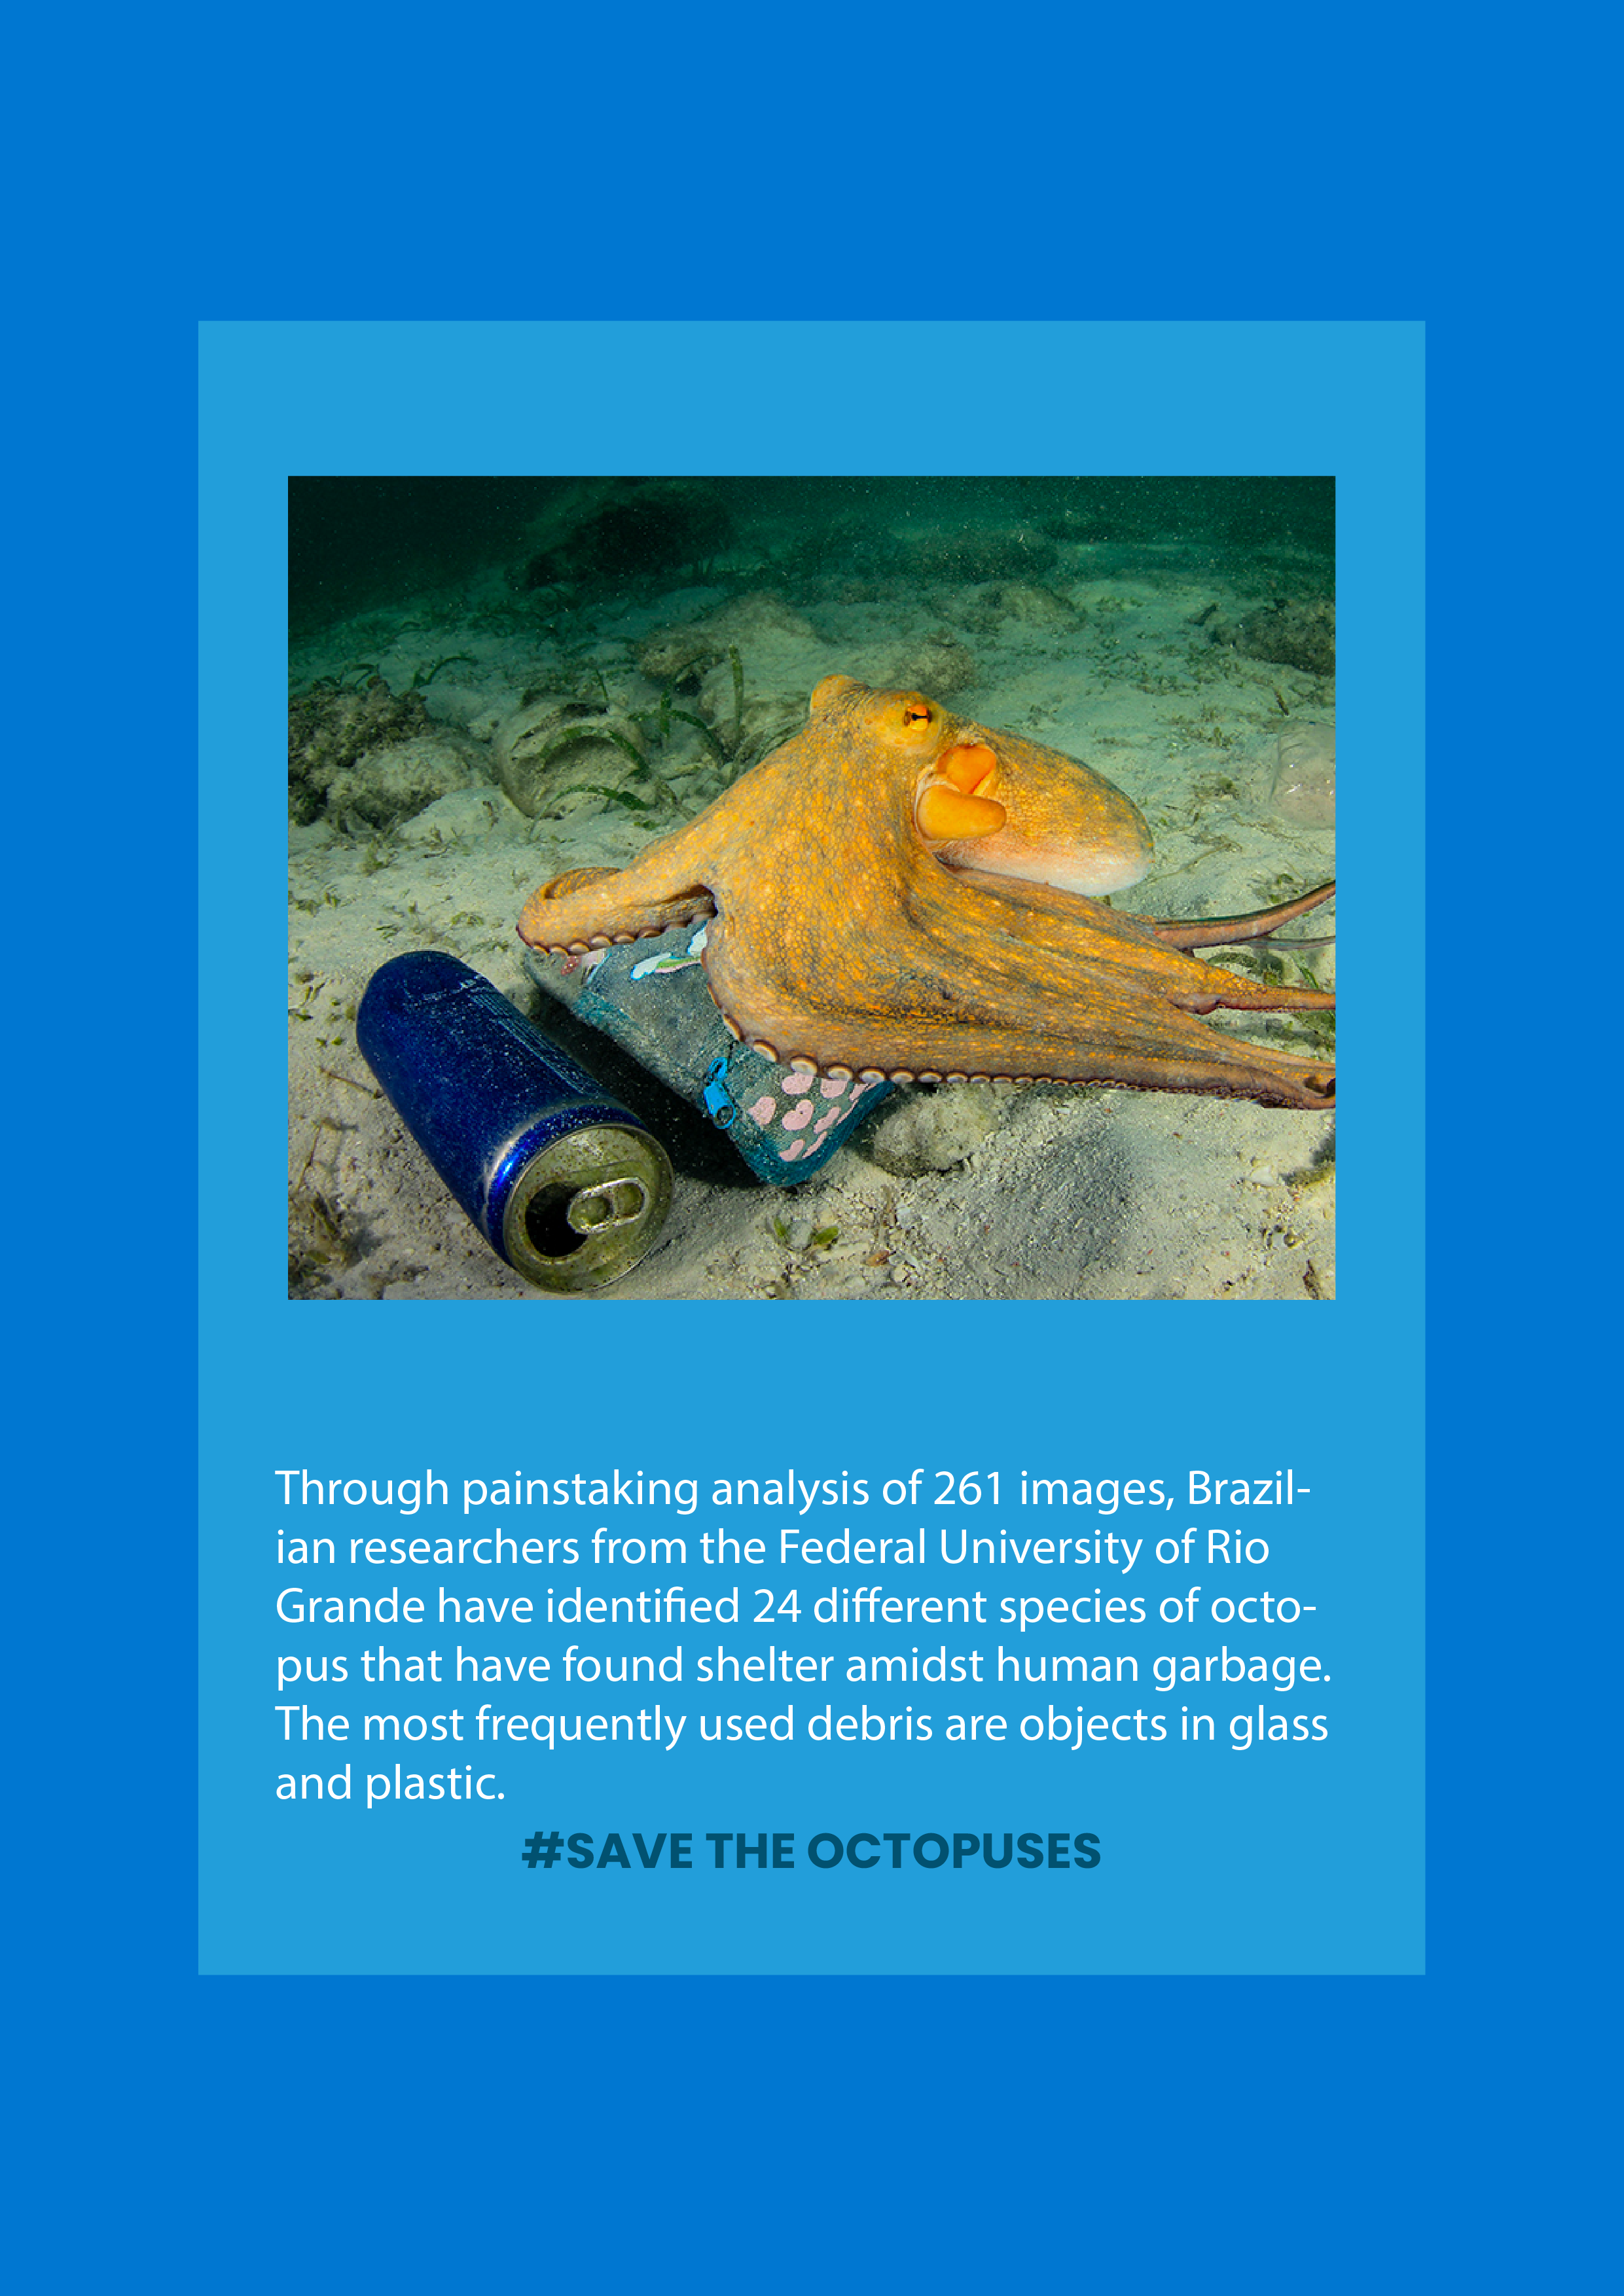 Through painstaking analysis of 261 images, Brazil-
ian researchers from the Federal University of Rio
Grande have identified 24 different species of octo-
pus that have found shelter amidst human garbage.
The most frequently used debris are objects in glass
and plastic.
#SAVE THE OCTOPUSES